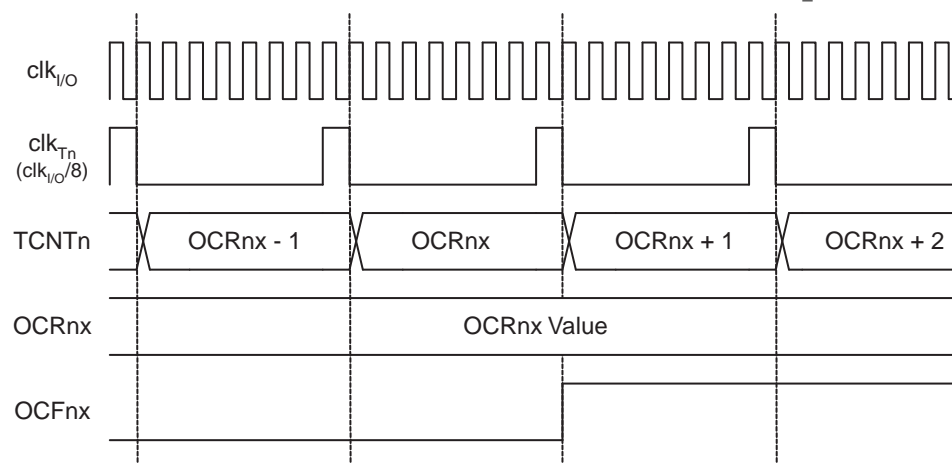 clkI/O
clkTn
(clkI/O/8)
TCNTn OCRnx - 1 OCRnx OCRnx + 1 OCRnx + 2
OCRnx OCRnx Value
OCFnx